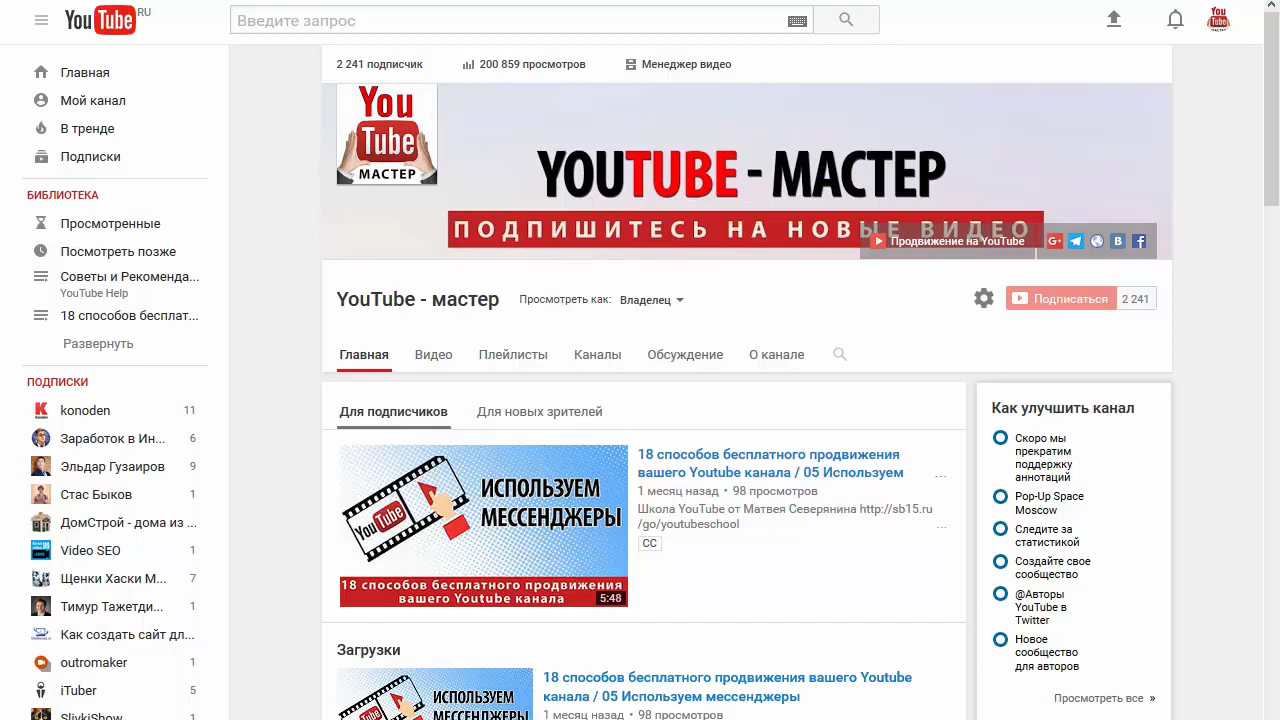 YouTube RU
Введите запрос
Главная
Мой канал
В тренде
Подписки
БИБЛИОТЕКА
Просмотренные
Посмотреть позже
Советы и Рекоменда...
YouTube Help
18 способов бесплат...
Развернуть
ПОДПИСКИ
konoden 11
Заработок в Ин... 6
Эльдар Гузаиров 9
Стас Быков 1
ДомСтрой - дома из ...
Video SEO 1
Щенки Хаски М... 7
Тимур Тажетди... 1
Как создать сайт дл...
outromaker 1
iTuber 5
SlivkiShow
2 241 подписчик 200 859 просмотров Менеджер видео
You
Tube
МАСТЕР
YOUTUBE - МАСТЕР
ПОДПИШИТЕСЬ НА НОВЫЕ ВИДЕО
Продвижение на YouTube
YouTube - мастер Просмотреть как: Владелец
Подписаться 2 241
Главная Видео Плейлисты Каналы Обсуждение О канале
Для подписчиков Для новых зрителей
You Tube
ИСПОЛЬЗУЕМ
МЕССЕНДЖЕРЫ
18 способов бесплатного продвижения
вашего Youtube канала
5:48
18 способов бесплатного продвижения
вашего Youtube канала / 05 Используем
...
1 месяц назад • 98 просмотров
Школа YouTube от Матвея Северянина http://sb15.ru
/go/youtubeschool
...
CC
Загрузки
You Tube
ИСПОЛЬЗУЕМ
МЕССЕНДЖЕРЫ
18 способов бесплатного продвижения вашего Youtube
канала / 05 Используем мессенджеры
1 месяц назад • 98 просмотров
Как улучшить канал
Скоро мы
прекратим
поддержку
аннотаций
Pop-Up Space
Moscow
Следите за
статистикой
Создайте свое
сообщество
@Авторы
YouTube в
Twitter
Новое
сообщество
для авторов
Просмотреть все »